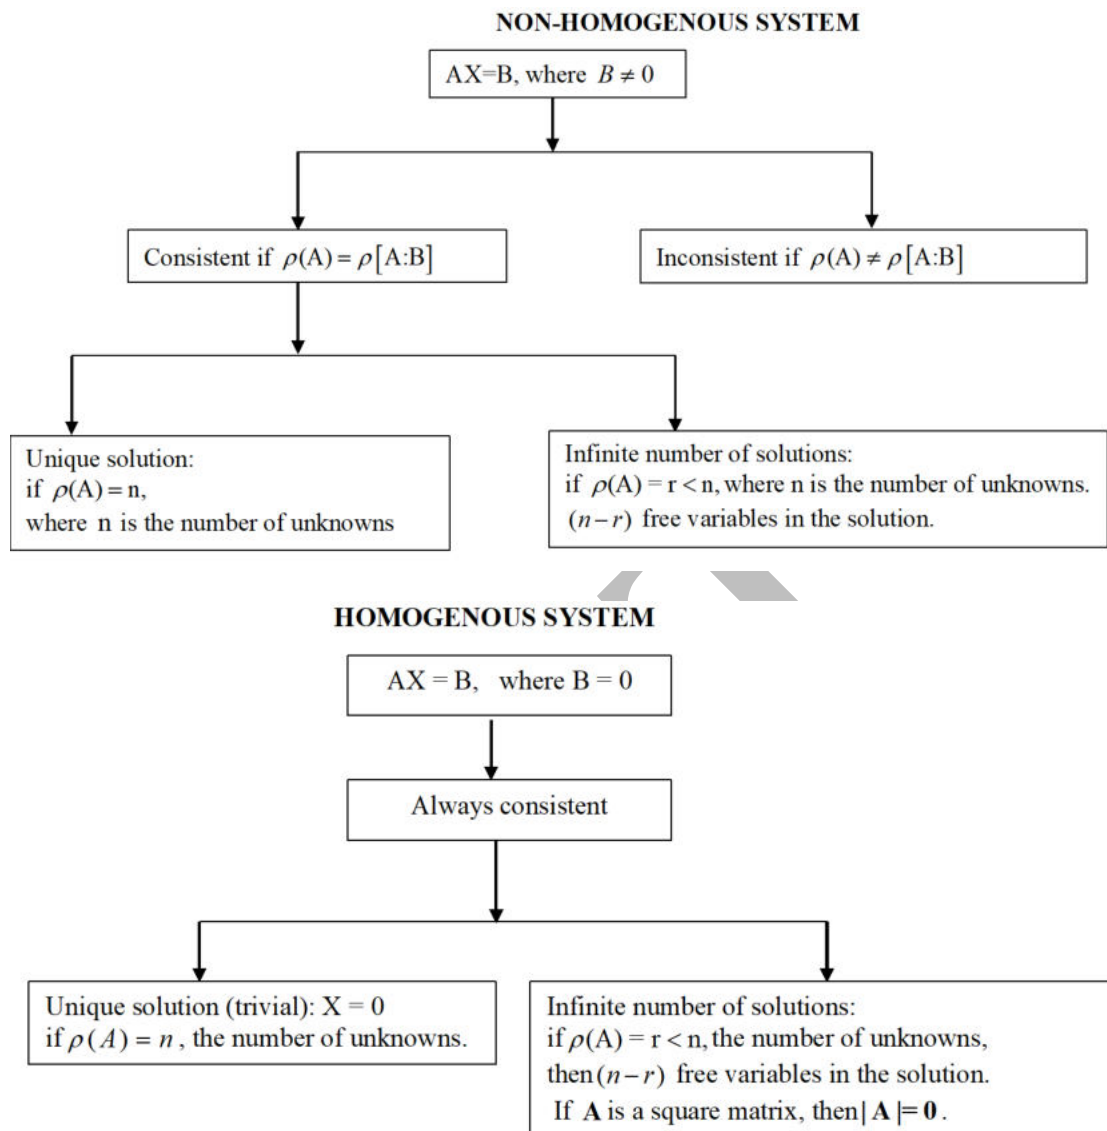 NON-HOMOGENOUS SYSTEM
AX=B, where B ≠ 0
Consistent if ρ(A) = ρ[A:B]
Inconsistent if ρ(A) ≠ ρ[A:B]
Unique solution:
if ρ(A) = n,
where n is the number of unknowns
Infinite number of solutions:
if ρ(A) = r < n, where n is the number of unknowns.
(n − r) free variables in the solution.
HOMOGENOUS SYSTEM
AX = B, where B = 0
Always consistent
Unique solution (trivial): X = 0
if ρ(A) = n , the number of unknowns.
Infinite number of solutions:
if ρ(A) = r < n, the number of unknowns,
then (n − r) free variables in the solution.
If A is a square matrix, then | A |= 0 .